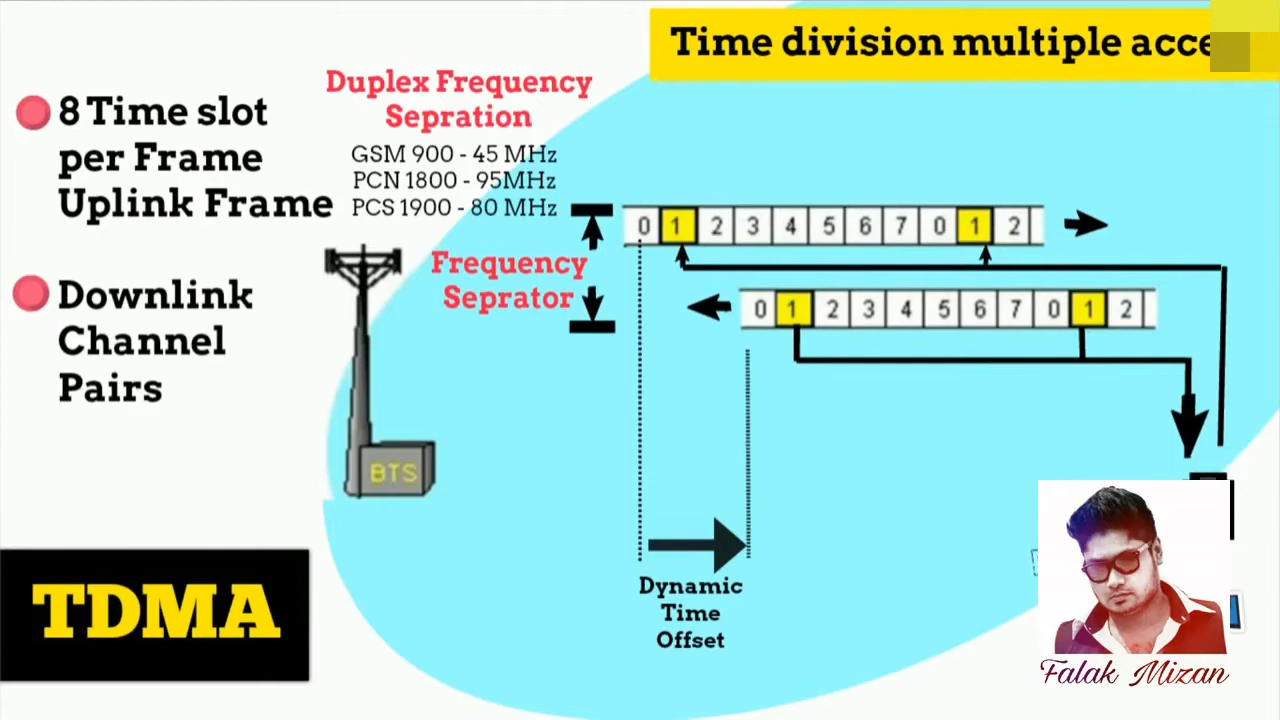 Time division multiple acce
Duplex Frequency
Sepration
GSM 900 - 45 MHz
PCN 1800 - 95MHz
PCS 1900 - 80 MHz
8 Time slot
per Frame
Uplink Frame
Downlink
Channel
Pairs
Frequency
Seprator
0 1 2 3 4 5 6 7 0 1 2
0 1 2 3 4 5 6 7 0 1 2
BTS
Dynamic
Time
Offset
TDMA
Falak Mizan